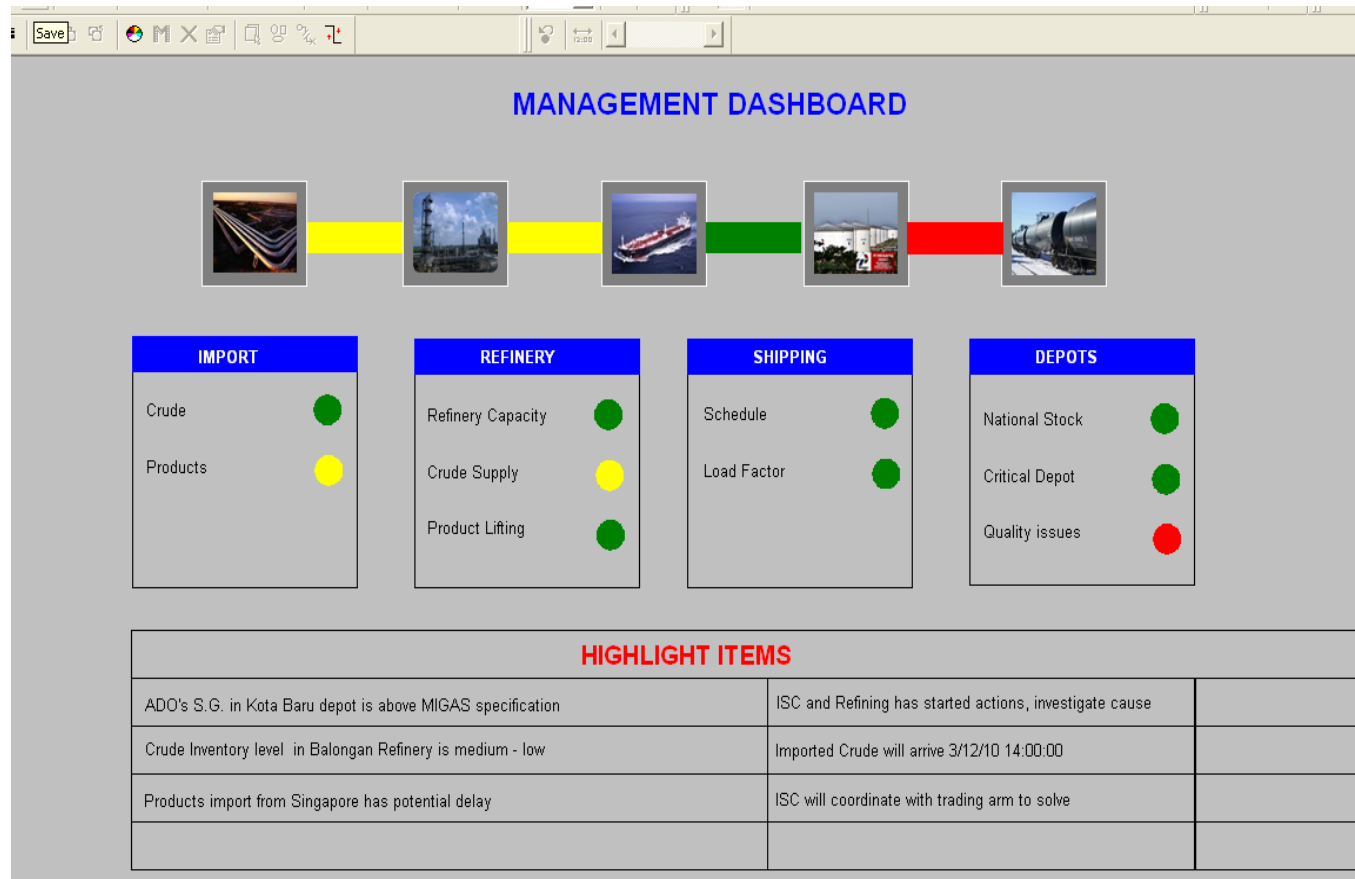 Save
12:00
MANAGEMENT DASHBOARD
IMPORT
Crude
Products
REFINERY
Refinery Capacity
Crude Supply
Product Lifting
SHIPPING
Schedule
Load Factor
DEPOTS
National Stock
Critical Depot
Quality issues
HIGHLIGHT ITEMS
ADO's S.G. in Kota Baru depot is above MIGAS specification
ISC and Refining has started actions, investigate cause
Crude Inventory level in Balongan Refinery is medium - low
Imported Crude will arrive 3/12/10 14:00:00
Products import from Singapore has potential delay
ISC will coordinate with trading arm to solve